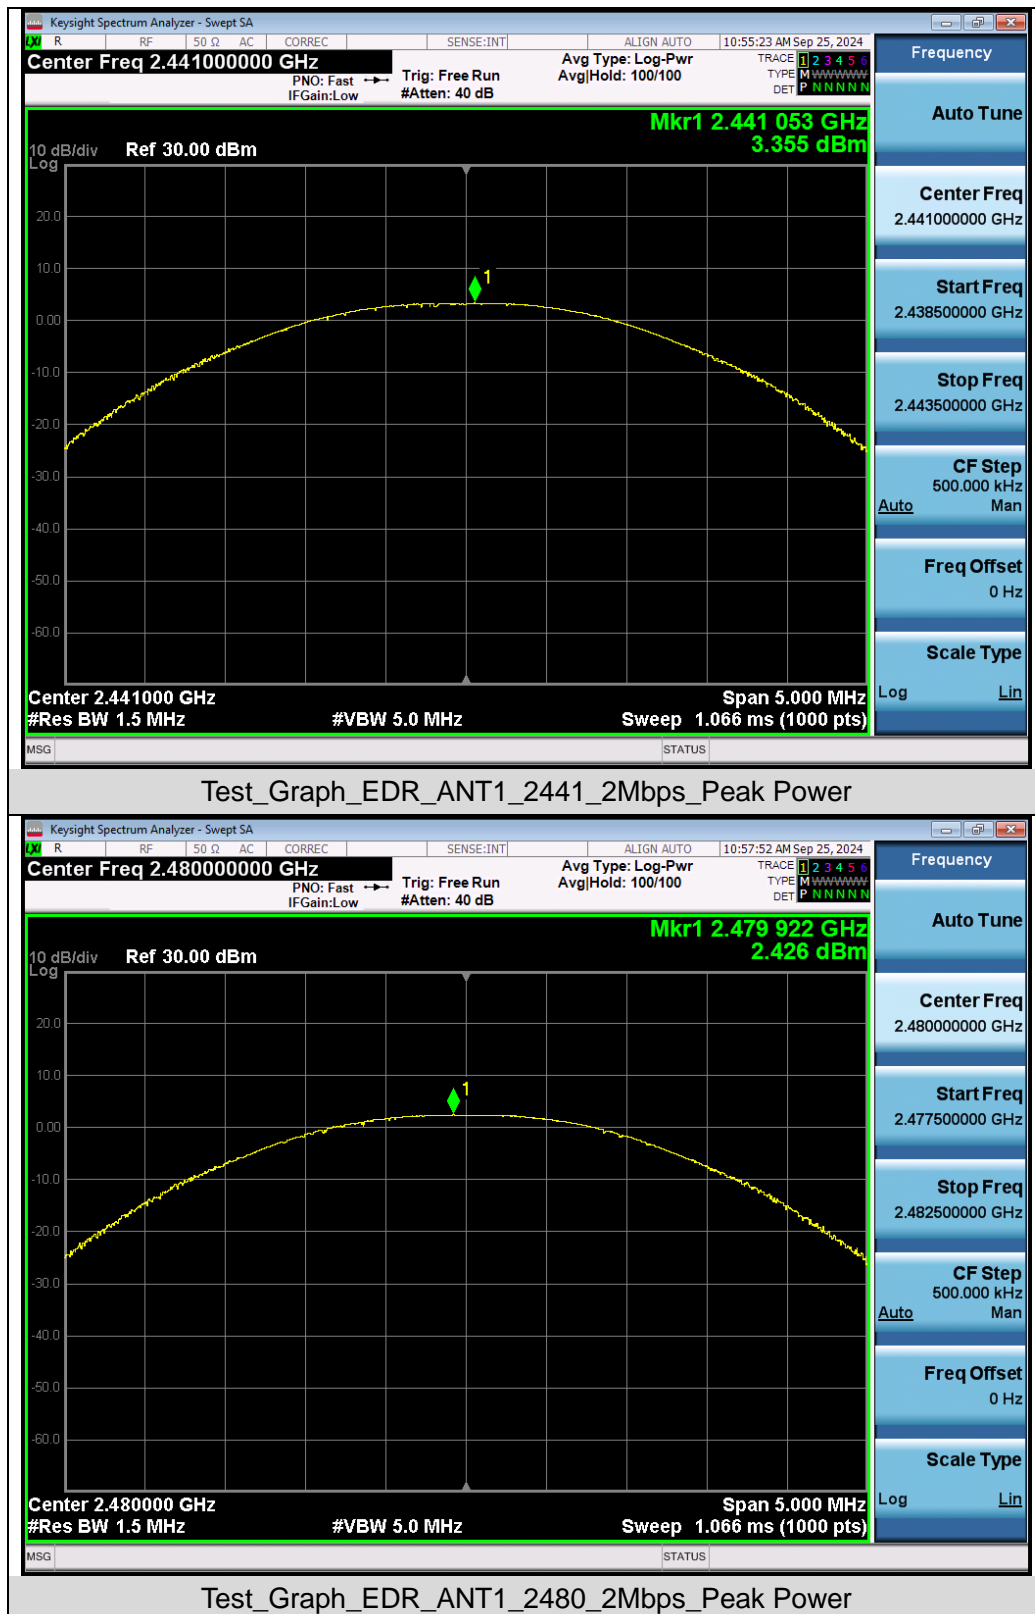 Keysight Spectrum Analyzer - Swept SA
LXI R RF 50 Ω AC CORREC SENSE:INT ALIGN AUTO 10:55:23 AM Sep 25, 2024
Center Freq 2.441000000 GHz
PNO: Fast
IFGain:Low
Trig: Free Run
#Atten: 40 dB
Avg Type: Log-Pwr
Avg|Hold: 100/100
TRACE 1 2 3 4 5 6
TYPE M W W W W W
DET P N N N N N
Mkr1 2.441 053 GHz
3.355 dBm
10 dB/div Ref 30.00 dBm
Log
20.0
10.0
1
0.00
-10.0
-20.0
-30.0
-40.0
-50.0
-60.0
Center 2.441000 GHz Span 5.000 MHz
#Res BW 1.5 MHz #VBW 5.0 MHz Sweep 1.066 ms (1000 pts)
MSG STATUS
Frequency
Auto Tune
Center Freq
2.441000000 GHz
Start Freq
2.438500000 GHz
Stop Freq
2.443500000 GHz
CF Step
500.000 kHz
Auto Man
Freq Offset
0 Hz
Scale Type
Log Lin
Test_Graph_EDR_ANT1_2441_2Mbps_Peak Power
Keysight Spectrum Analyzer - Swept SA
LXI R RF 50 Ω AC CORREC SENSE:INT ALIGN AUTO 10:57:52 AM Sep 25, 2024
Center Freq 2.480000000 GHz
PNO: Fast
IFGain:Low
Trig: Free Run
#Atten: 40 dB
Avg Type: Log-Pwr
Avg|Hold: 100/100
TRACE 1 2 3 4 5 6
TYPE M W W W W W
DET P N N N N N
Mkr1 2.479 922 GHz
2.426 dBm
10 dB/div Ref 30.00 dBm
Log
20.0
10.0
1
0.00
-10.0
-20.0
-30.0
-40.0
-50.0
-60.0
Center 2.480000 GHz Span 5.000 MHz
#Res BW 1.5 MHz #VBW 5.0 MHz Sweep 1.066 ms (1000 pts)
MSG STATUS
Frequency
Auto Tune
Center Freq
2.480000000 GHz
Start Freq
2.477500000 GHz
Stop Freq
2.482500000 GHz
CF Step
500.000 kHz
Auto Man
Freq Offset
0 Hz
Scale Type
Log Lin
Test_Graph_EDR_ANT1_2480_2Mbps_Peak Power